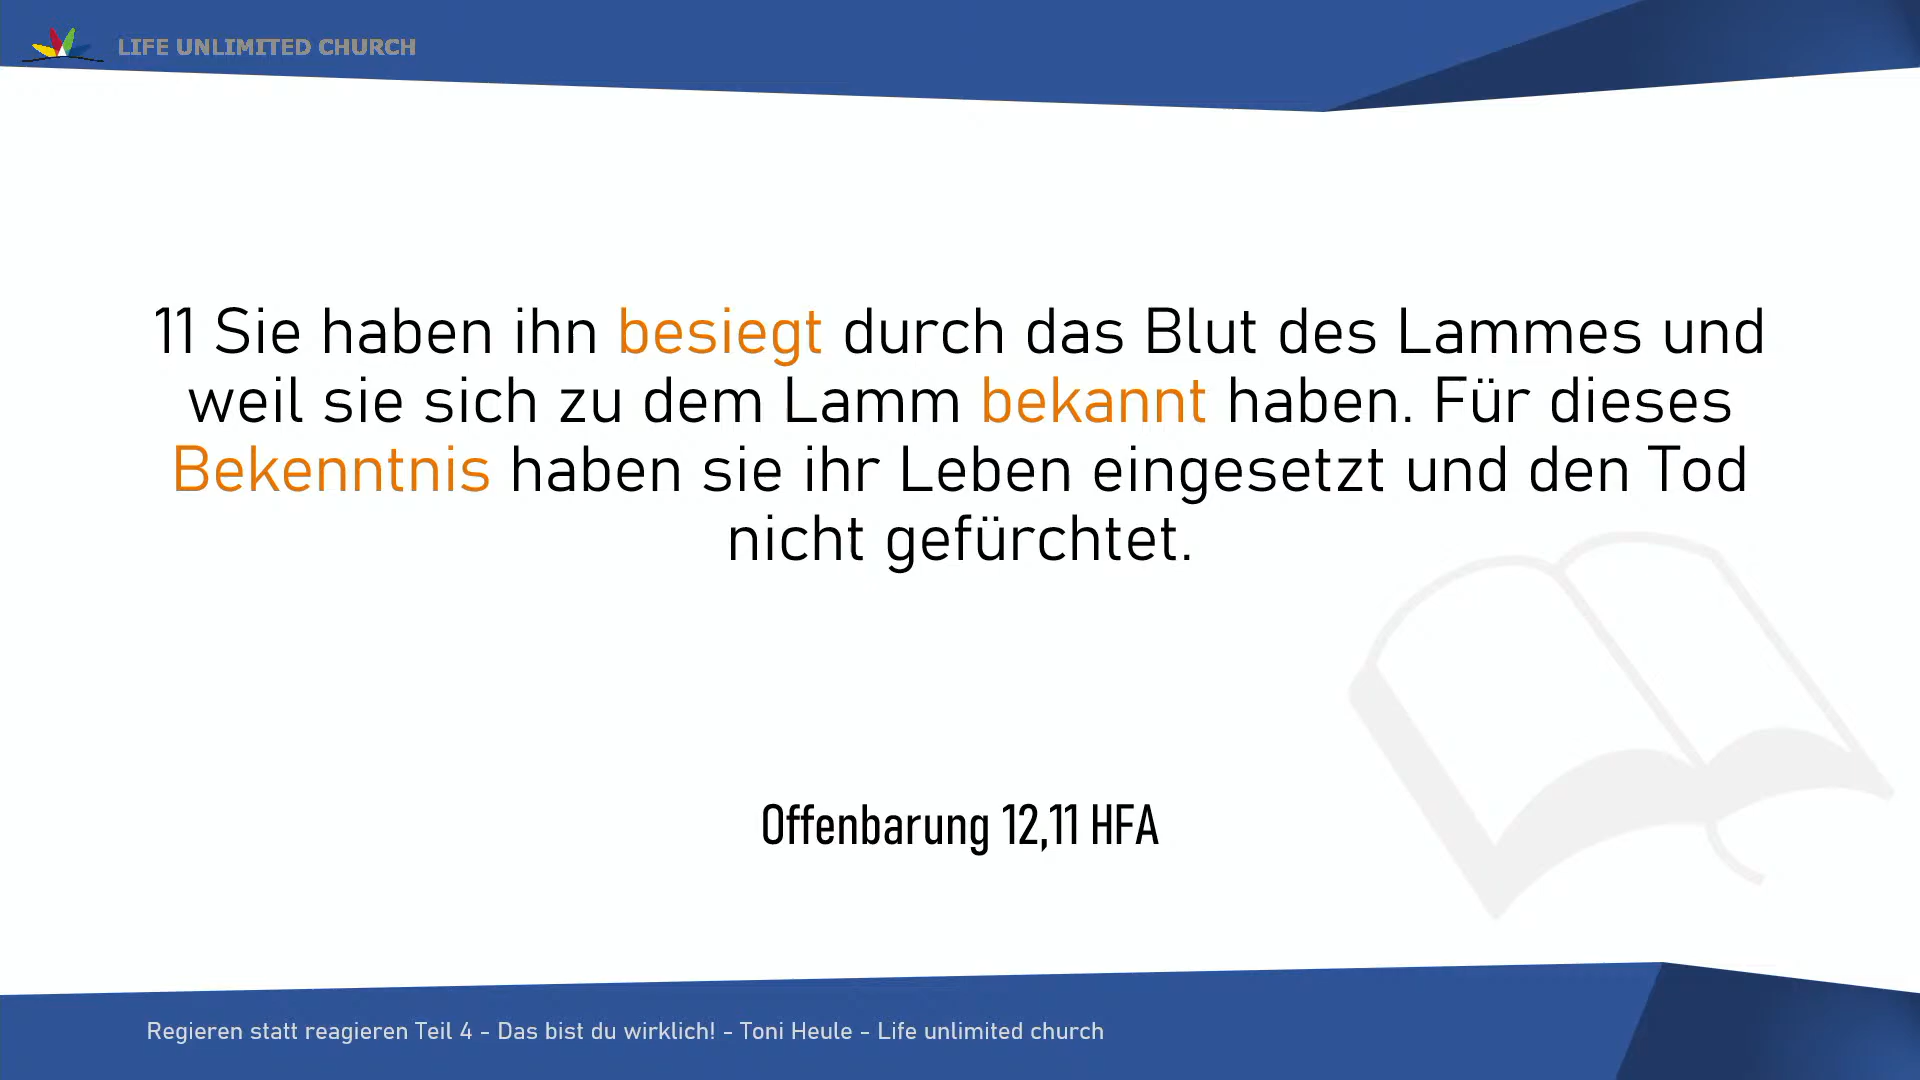 LIFE UNLIMITED CHURCH
11 Sie haben ihn besiegt durch das Blut des Lammes und
weil sie sich zu dem Lamm bekannt haben. Für dieses
Bekenntnis haben sie ihr Leben eingesetzt und den Tod
nicht gefürchtet.
Offenbarung 12,11 HFA
Regieren statt reagieren Teil 4 - Das bist du wirklich! - Toni Heule - Life unlimited church